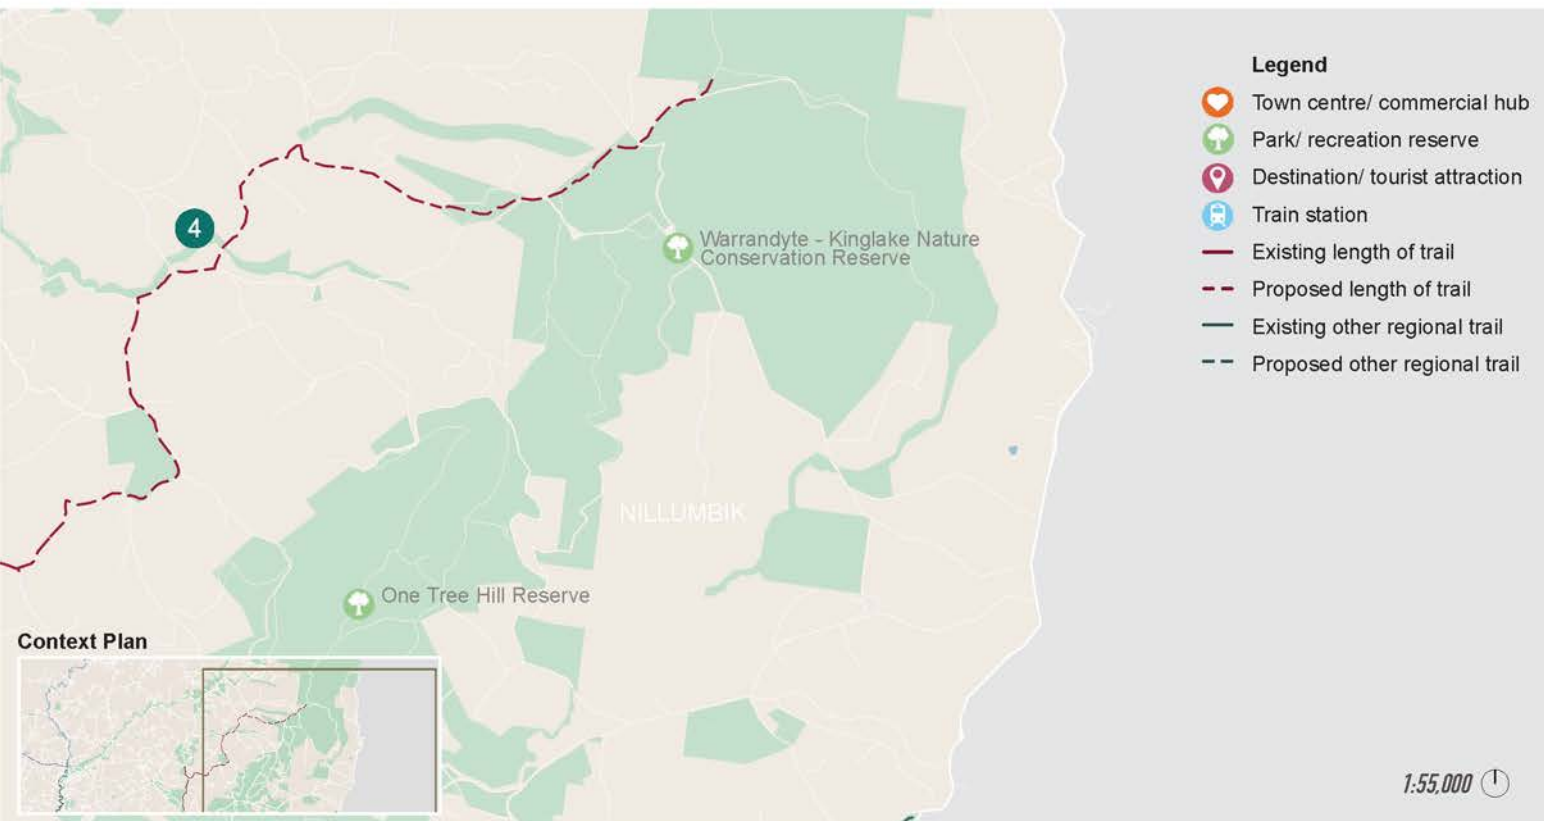 Legend
Town centre/ commercial hub
Park/ recreation reserve
Destination/ tourist attraction
Train station
Existing length of trail
Proposed length of trail
Existing other regional trail
Proposed other regional trail
4
Warrandyte - Kinglake Nature
Conservation Reserve
NILLUMBIK
One Tree Hill Reserve
Context Plan
1:55,000